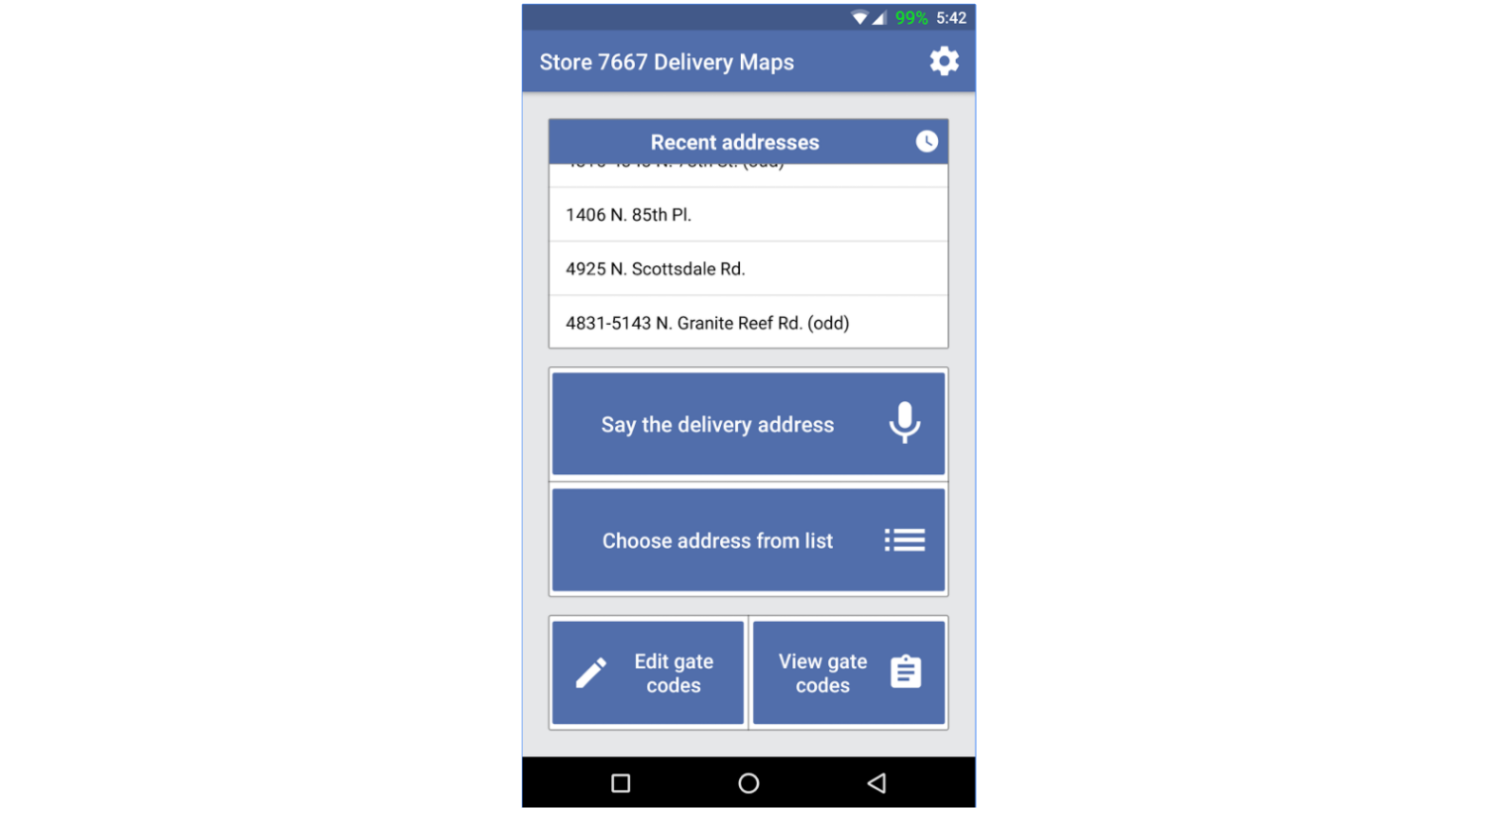 99% 5:42
Store 7667 Delivery Maps
Recent addresses
(odd)
1406 N. 85th Pl.
4925 N. Scottsdale Rd.
4831-5143 N. Granite Reef Rd. (odd)
Say the delivery address
Choose address from list
Edit gate
codes
View gate
codes